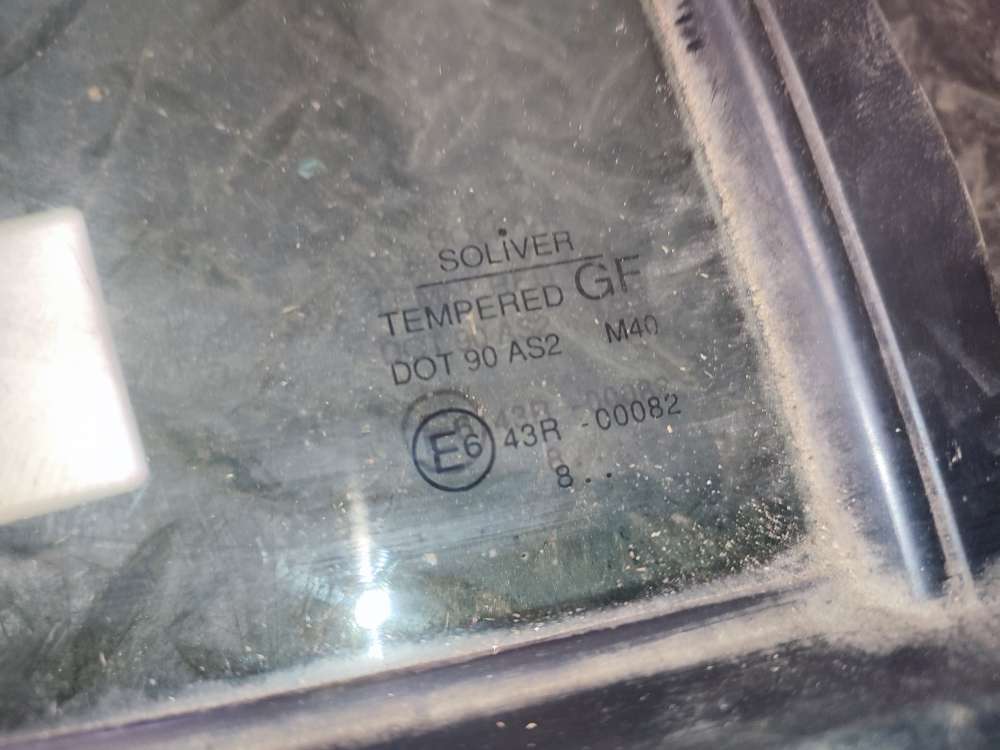 SOLiVER
TEMPERED GF
DOT 90 AS2 M40
E6 43R - 00082
8 . .